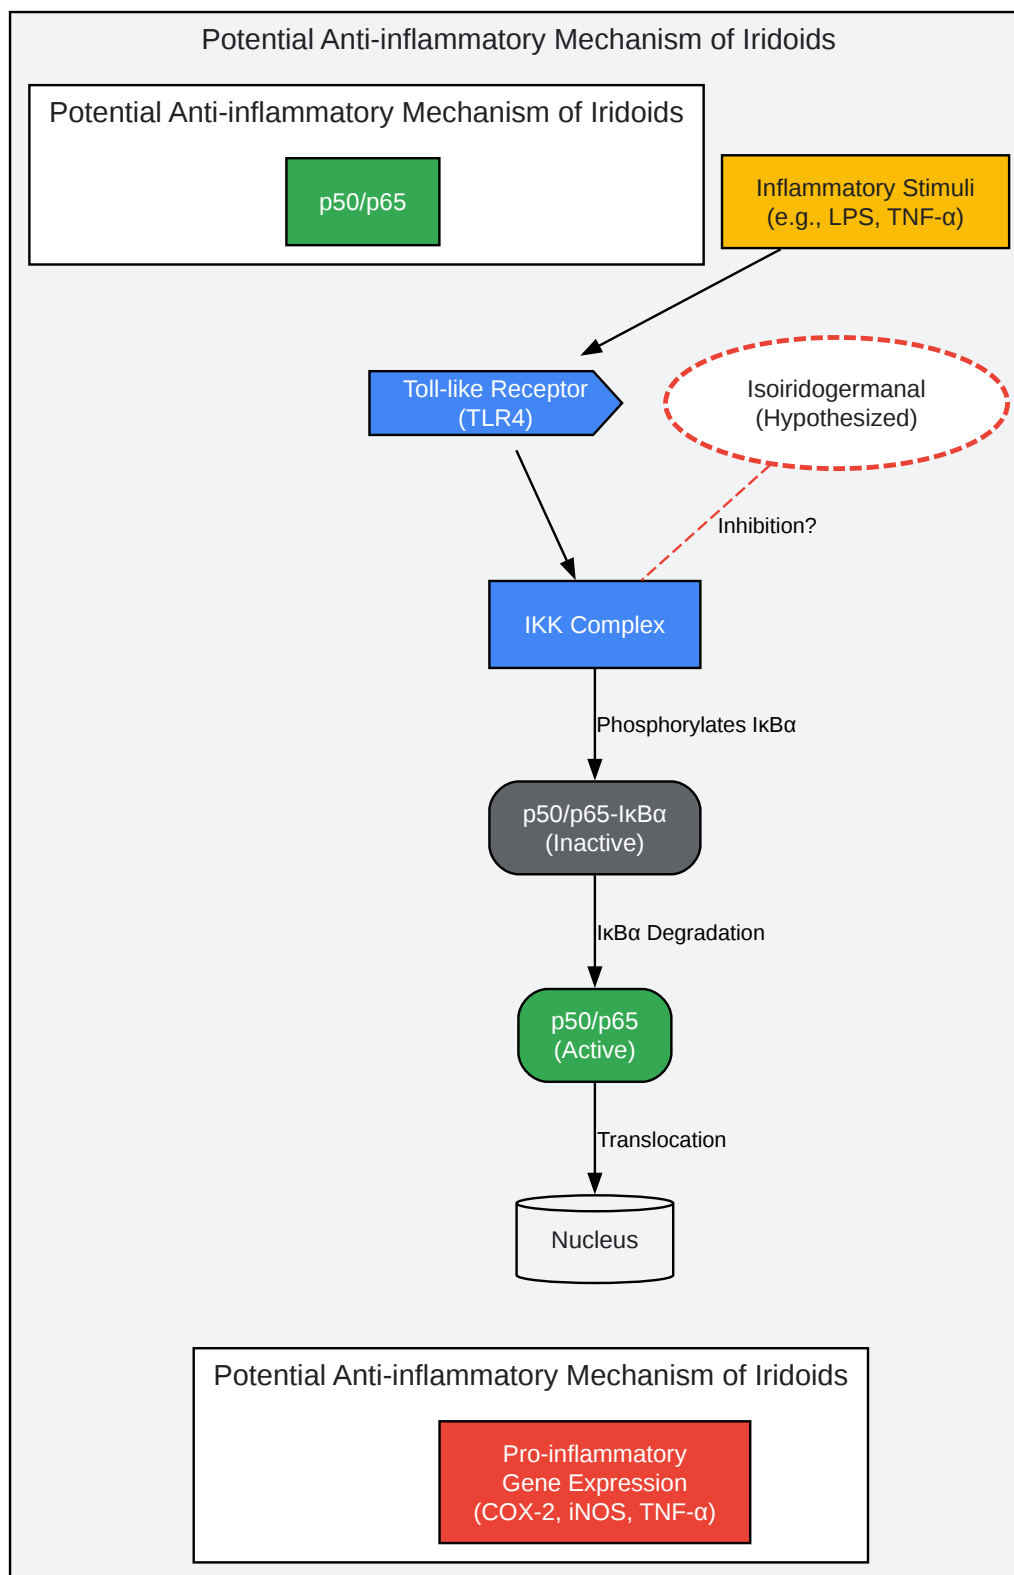 Potential Anti-inflammatory Mechanism of Iridoids
Potential Anti-inflammatory Mechanism of Iridoids
p50/p65
Inflammatory Stimuli
(e.g., LPS, TNF-α)
Toll-like Receptor
(TLR4)
Isoiridogermanal
(Hypothesized)
Inhibition?
IKK Complex
Phosphorylates IκBα
p50/p65-IκBα
(Inactive)
IκBα Degradation
p50/p65
(Active)
Translocation
Nucleus
Potential Anti-inflammatory Mechanism of Iridoids
Pro-inflammatory
Gene Expression
(COX-2, iNOS, TNF-α)